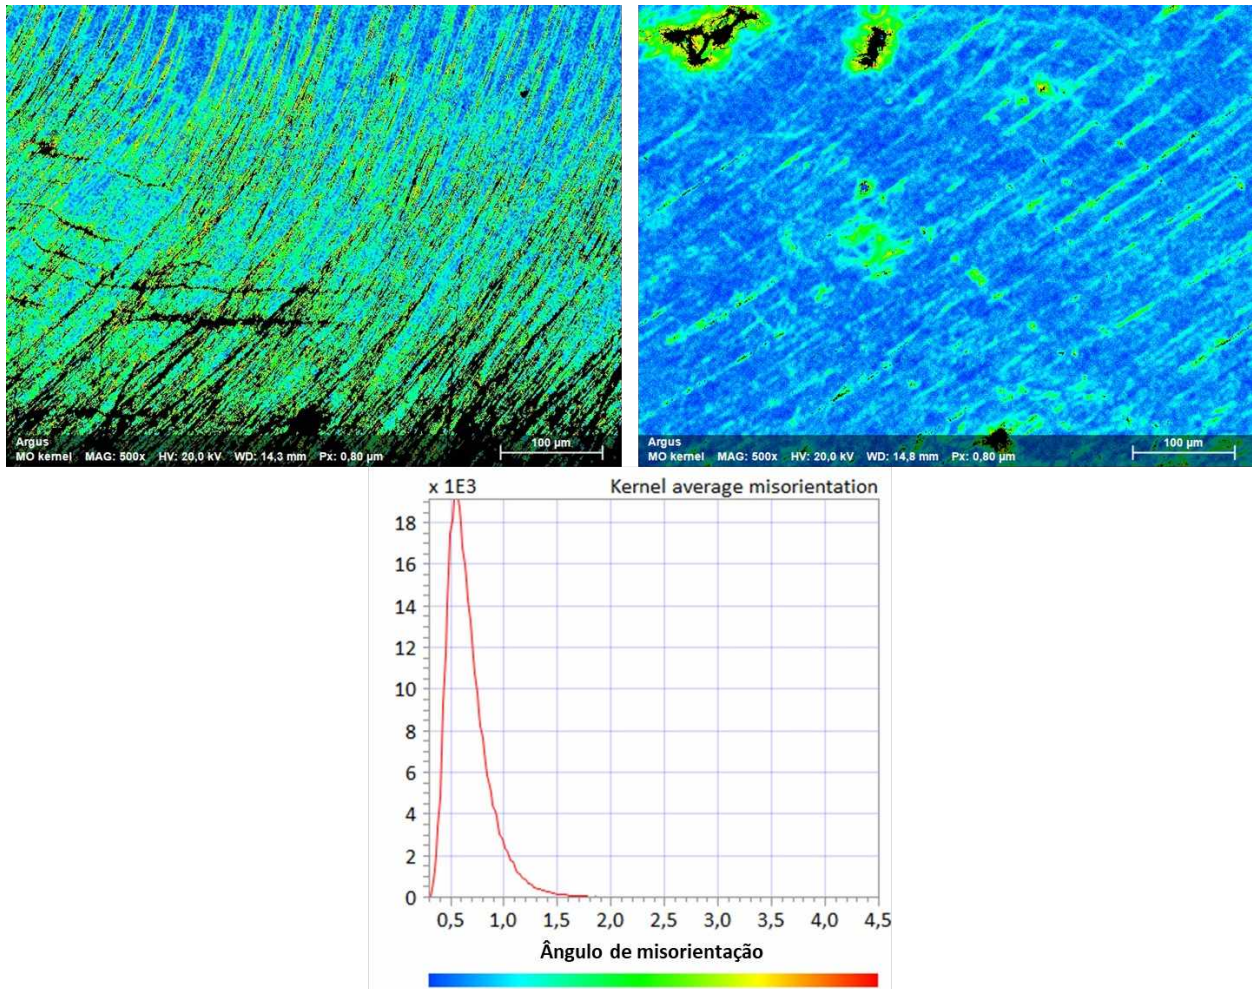 Argus
MO kernel MAG: 500x HV: 20,0 kV WD: 14,3 mm Px: 0,80 µm
100 µm
Argus
MO kernel MAG: 500x HV: 20,0 kV WD: 14,8 mm Px: 0,80 µm
100 µm
x 1E3 Kernel average misorientation
18
16
14
12
10
8
6
4
2
0
0,5 1,0 1,5 2,0 2,5 3,0 3,5 4,0 4,5
Ângulo de misorientação